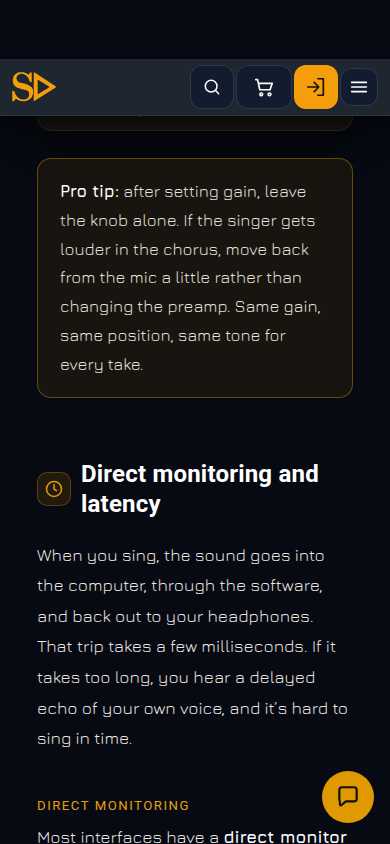 SD
Pro tip: after setting gain, leave
the knob alone. If the singer gets
louder in the chorus, move back
from the mic a little rather than
changing the preamp. Same gain,
same position, same tone for
every take.
Direct monitoring and
latency
When you sing, the sound goes into
the computer, through the software,
and back out to your headphones.
That trip takes a few milliseconds. If it
takes too long, you hear a delayed
echo of your own voice, and it's hard to
sing in time.
DIRECT MONITORING
Most interfaces have a direct monitor